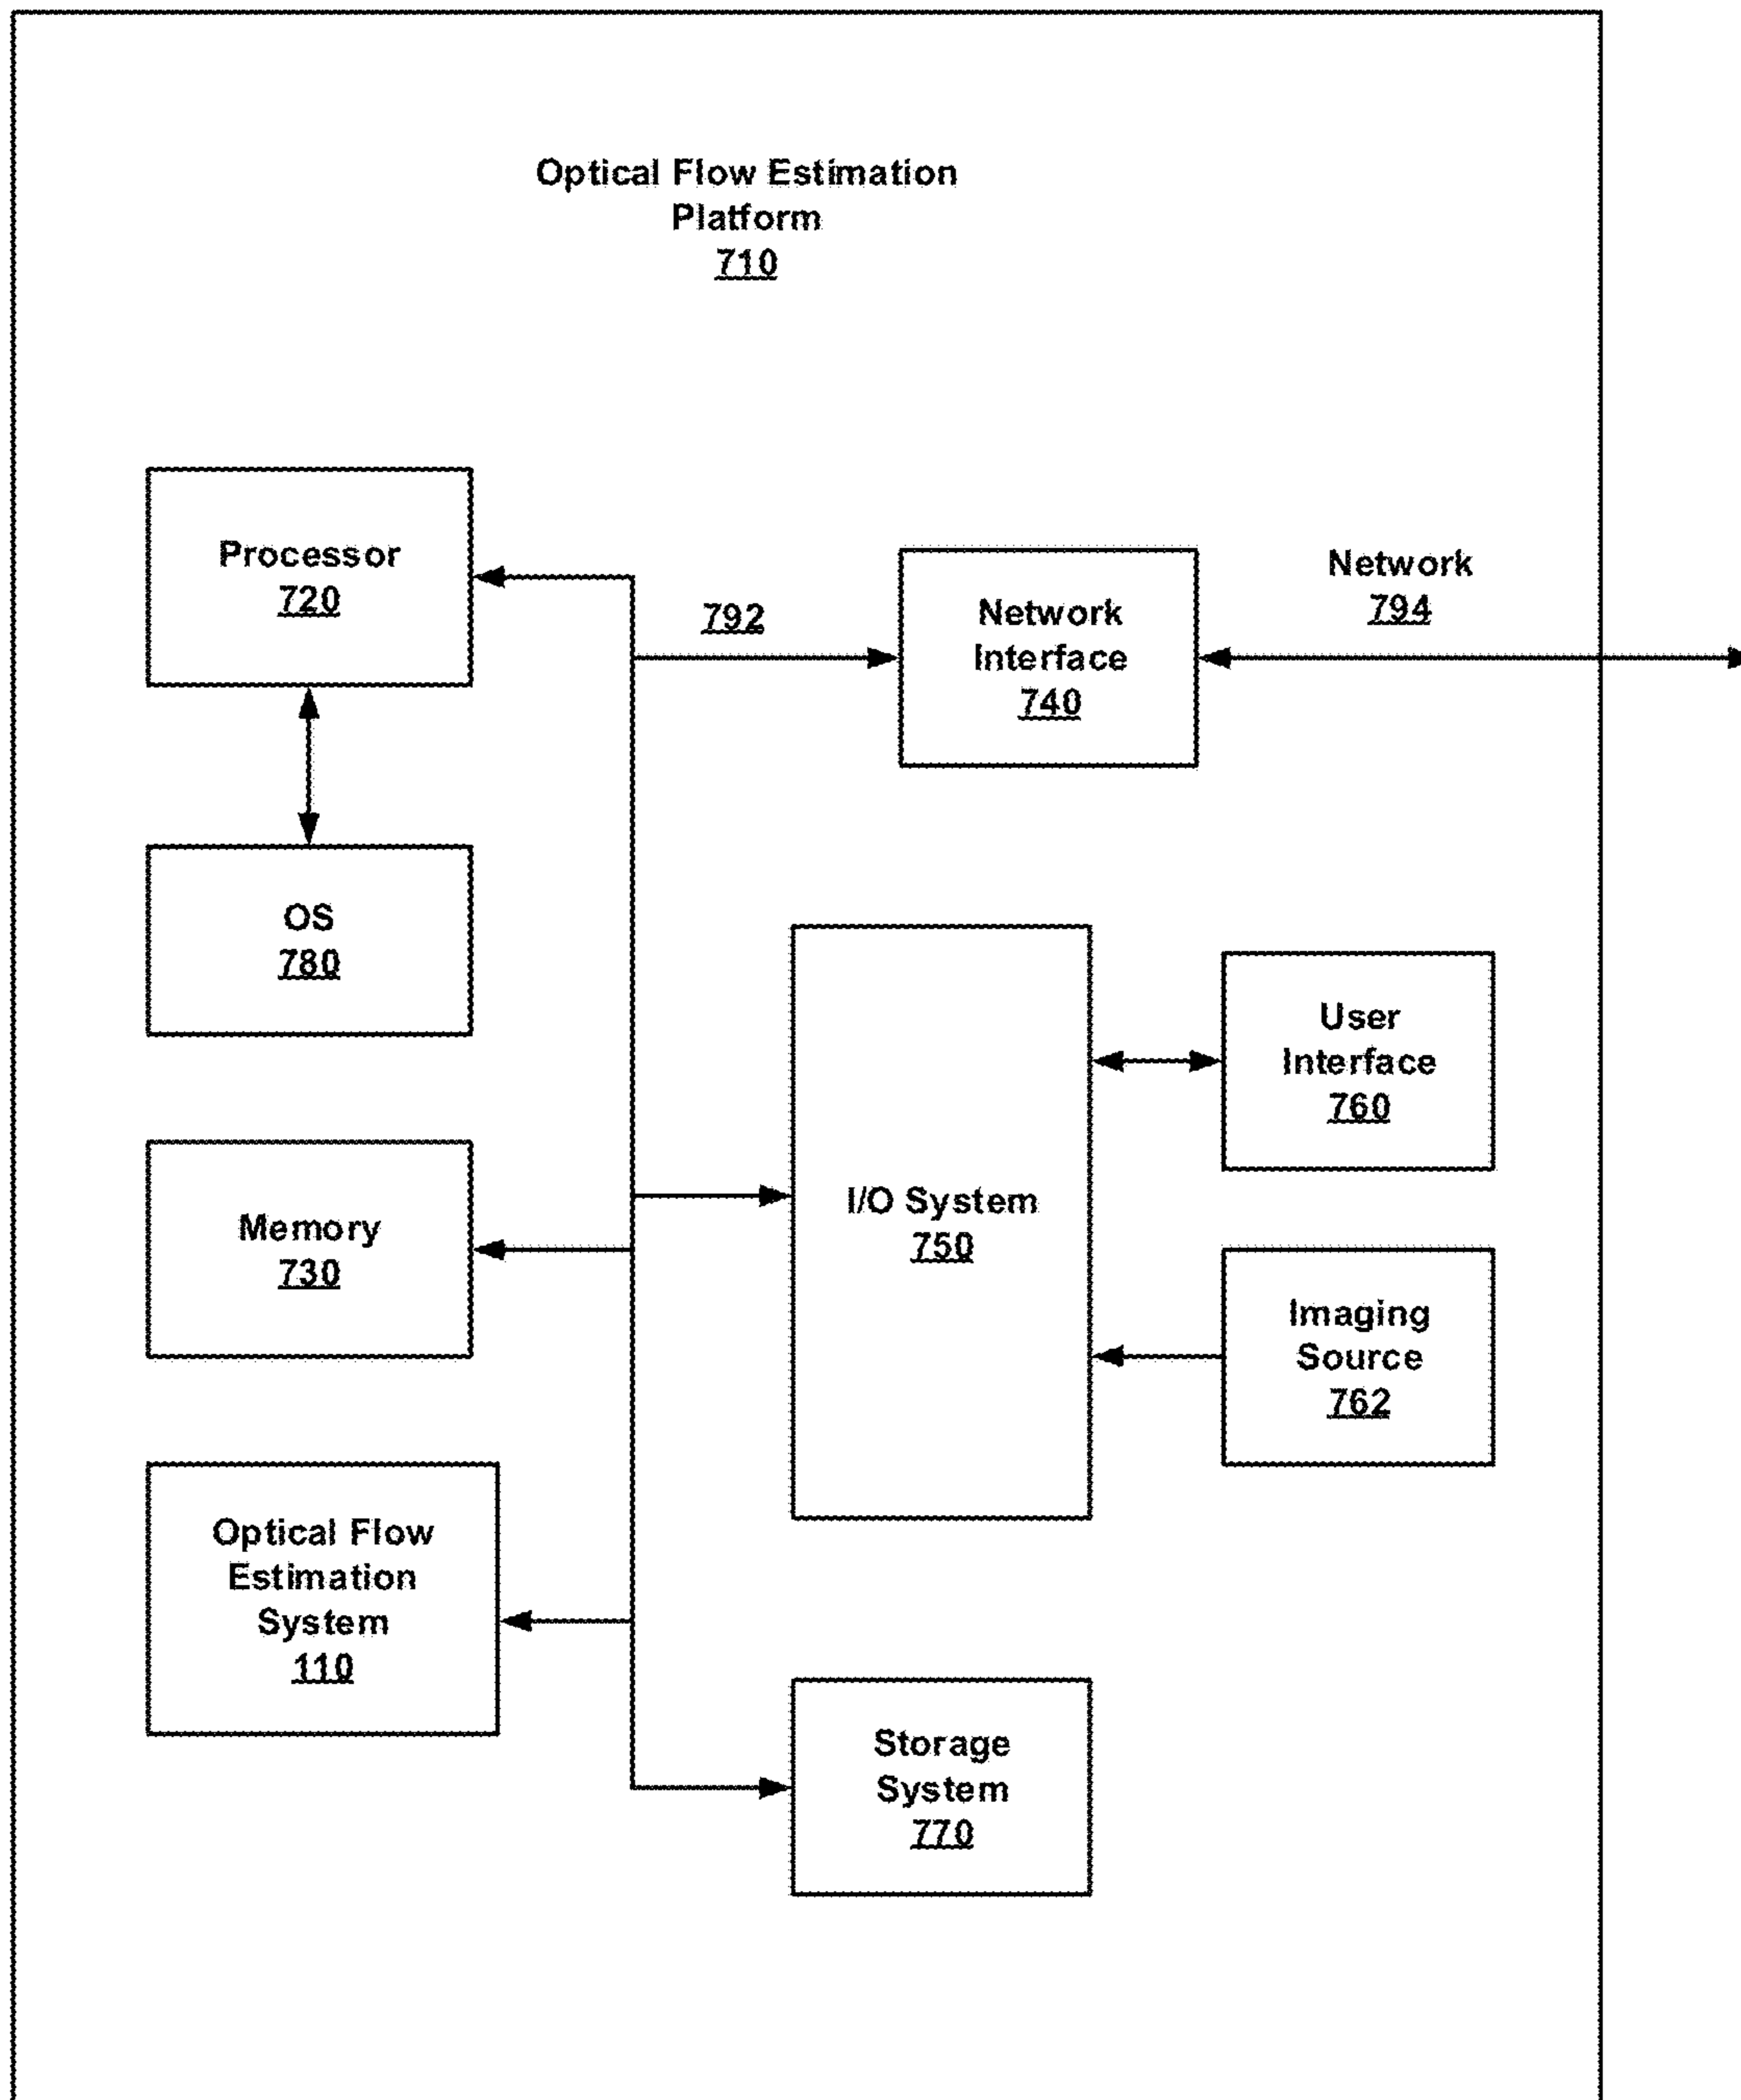 Optical Flow Estimation
Platform
710
Processor
720
792
Network
Interface
740
Network
794
OS
780
User
Interface
760
I/O System
750
Memory
730
Imaging
Source
762
Optical Flow
Estimation
System
110
Storage
System
770